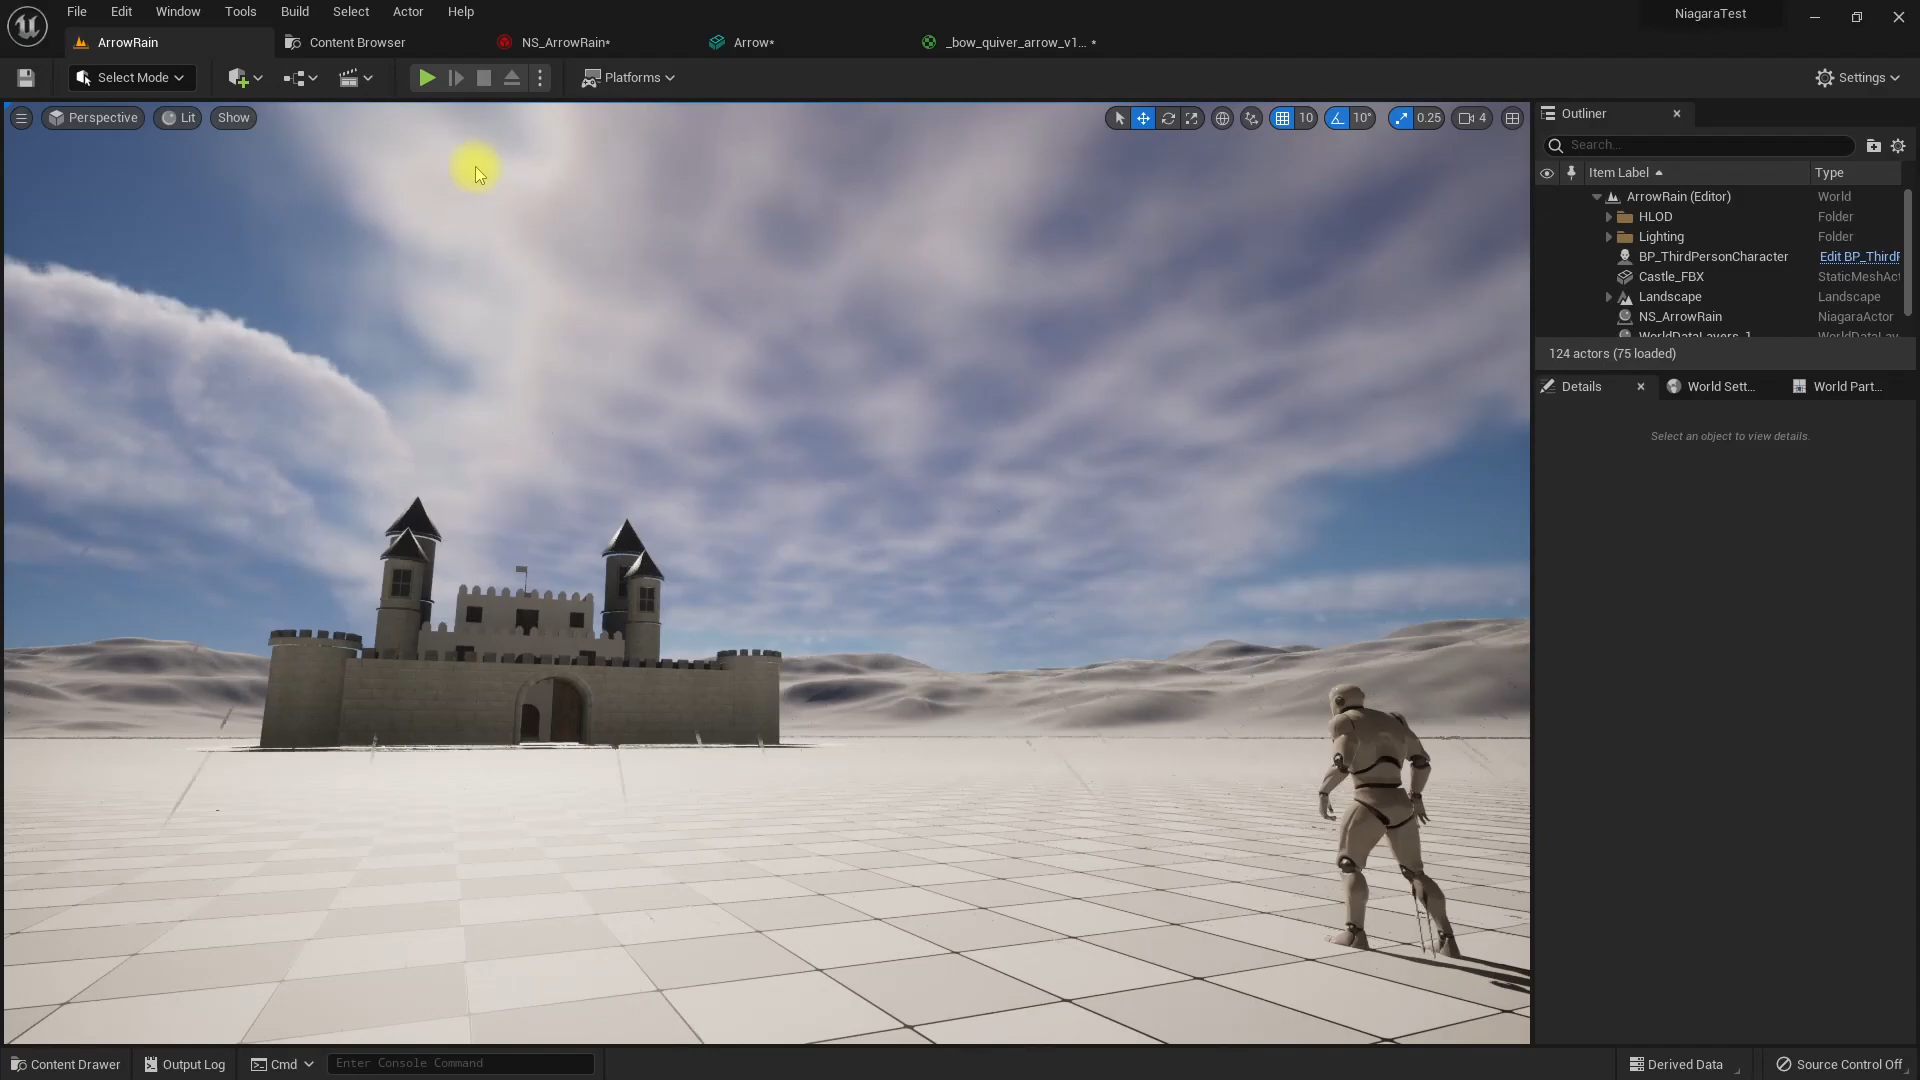 File Edit Window Tools Build Select Actor Help
NiagaraTest
ArrowRain Content Browser NS_ArrowRain* Arrow* _bow_quiver_arrow_v1... *
Select Mode Platforms Settings
Perspective Lit Show 10 10° 0.25 4
Outliner
Search...
Item Label Type
ArrowRain (Editor) World
HLOD Folder
Lighting Folder
BP_ThirdPersonCharacter Edit BP_ThirdP
Castle_FBX StaticMeshAct
Landscape Landscape
NS_ArrowRain NiagaraActor
WorldDataLayers_1 WorldDataLay
124 actors (75 loaded)
Details World Sett... World Part...
Select an object to view details.
Content Drawer Output Log Cmd Enter Console Command Derived Data Source Control Off